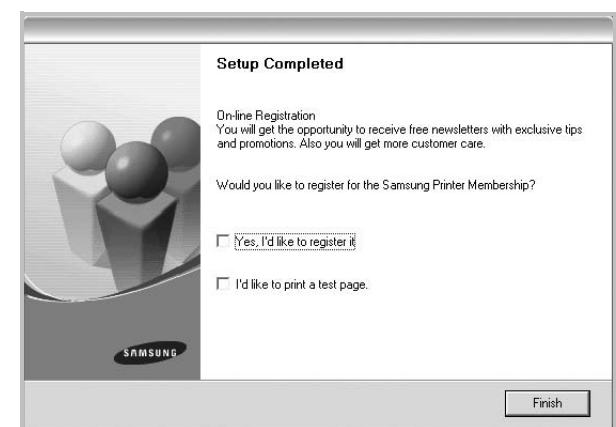 Setup Completed
On-line Registration
You will get the opportunity to receive free newsletters with exclusive tips
and promotions. Also you will get more customer care.
Would you like to register for the Samsung Printer Membership?
Yes, I'd like to register it
I'd like to print a test page.
SAMSUNG
Finish